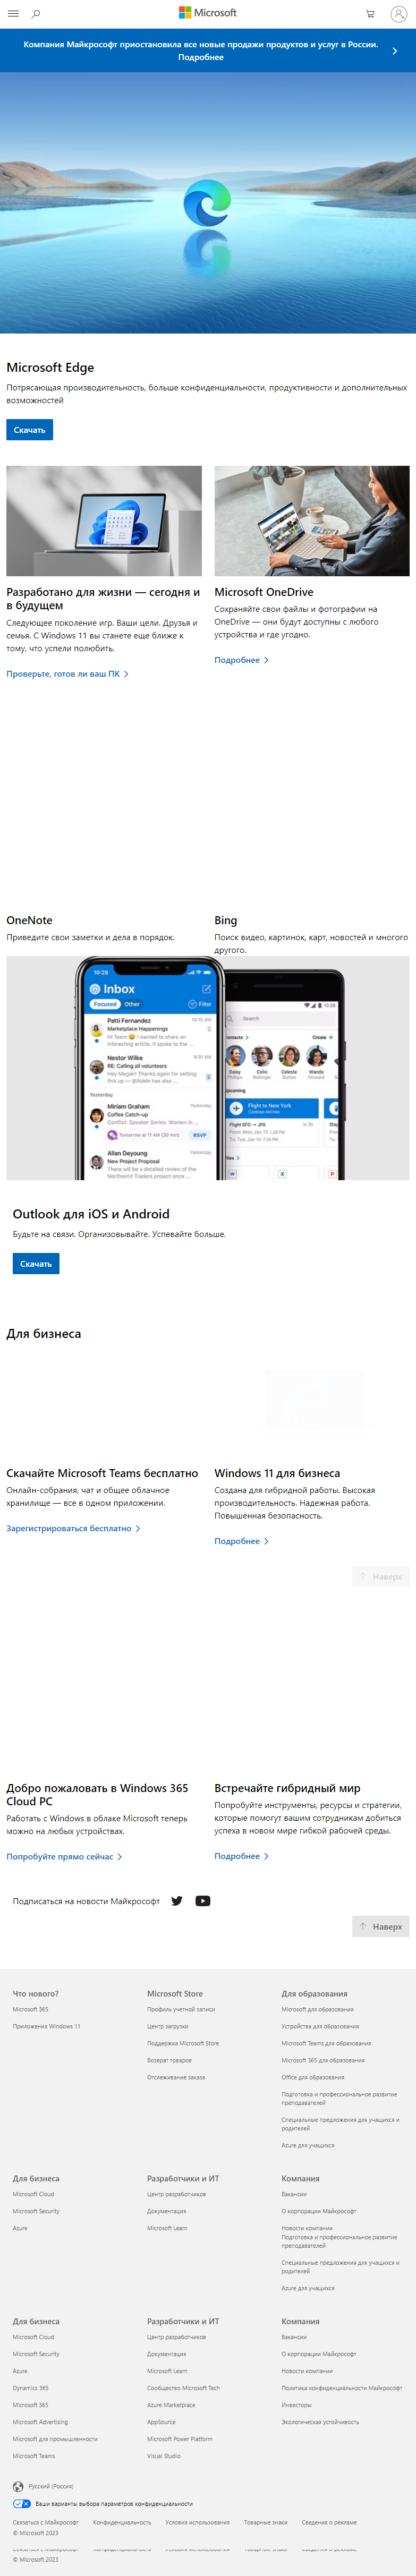 Microsoft
Компания Майкрософт приостановила все новые продажи продуктов и услуг в России.
Подробнее
Microsoft Edge
Потрясающая производительность, больше конфиденциальности, продуктивности и дополнительных
возможностей
Скачать
Разработано для жизни — сегодня и
в будущем
Следующее поколение игр. Ваши цели. Друзья и
семья. С Windows 11 вы станете еще ближе к
тому, что успели полюбить.
Проверьте, готов ли ваш ПК
Microsoft OneDrive
Сохраняйте свои файлы и фотографии на
OneDrive — они будут доступны с любого
устройства и где угодно.
Подробнее
OneNote
Приведите свои заметки и дела в порядок.
Bing
Поиск видео, картинок, карт, новостей и многого
другого.
10:28
Inbox
Focused Other
Filter
Patti Fernandez
Marketplace Happenings
Nestor Wilke
RE: Calling all volunteers
Yesterday
Miriam Graham
Coffee Catch-up
Tomorrow at 11 AM (30 min)
RSVP
Allan Deyoung
New Project Proposal
10:28
Search
Create
Daisy
Colin
Celeste
Wanda
Flight to New York
Outlook для iOS и Android
Будьте на связи. Организовывайте. Успевайте больше.
Скачать
Для бизнеса
Скачайте Microsoft Teams бесплатно
Онлайн-собрания, чат и общее облачное
хранилище — все в одном приложении.
Зарегистрироваться бесплатно
Windows 11 для бизнеса
Создана для гибридной работы. Высокая
производительность. Надежная работа.
Повышенная безопасность.
Подробнее
Наверх
Добро пожаловать в Windows 365
Cloud PC
Работать с Windows в облаке Microsoft теперь
можно на любых устройствах.
Попробуйте прямо сейчас
Встречайте гибридный мир
Попробуйте инструменты, ресурсы и стратегии,
которые помогут вашим сотрудникам добиться
успеха в новом мире гибкой рабочей среды.
Подробнее
Подписаться на новости Майкрософт
Наверх
Что нового?
Microsoft 365
Приложения Windows 11
Microsoft Store
Профиль учетной записи
Центр загрузки
Поддержка Microsoft Store
Возврат товаров
Отслеживание заказа
Для образования
Microsoft для образования
Устройства для образования
Microsoft Teams для образования
Microsoft 365 для образования
Office для образования
Подготовка и профессиональное развитие
преподавателей
Специальные предложения для учащихся и
родителей
Azure для учащихся
Для бизнеса
Microsoft Cloud
Microsoft Security
Azure
Разработчики и ИТ
Центр разработчиков
Документация
Microsoft Learn
Компания
Вакансии
О корпорации Майкрософт
Новости компании
Подготовка и профессиональное развитие
преподавателей
Специальные предложения для учащихся и
родителей
Azure для учащихся
Для бизнеса
Microsoft Cloud
Microsoft Security
Azure
Dynamics 365
Microsoft 365
Microsoft Advertising
Microsoft для промышленности
Microsoft Teams
Разработчики и ИТ
Центр разработчиков
Документация
Microsoft Learn
Сообщество Microsoft Tech
Azure Marketplace
AppSource
Microsoft Power Platform
Visual Studio
Компания
Вакансии
О корпорации Майкрософт
Новости компании
Политика конфиденциальности Майкрософт
Инвесторы
Экологическая устойчивость
Русский (Россия)
Ваши варианты выбора параметров конфиденциальности
Связаться с Майкрософт Конфиденциальность Условия использования Товарные знаки Сведения о рекламе
© Microsoft 2023
© Microsoft 2023